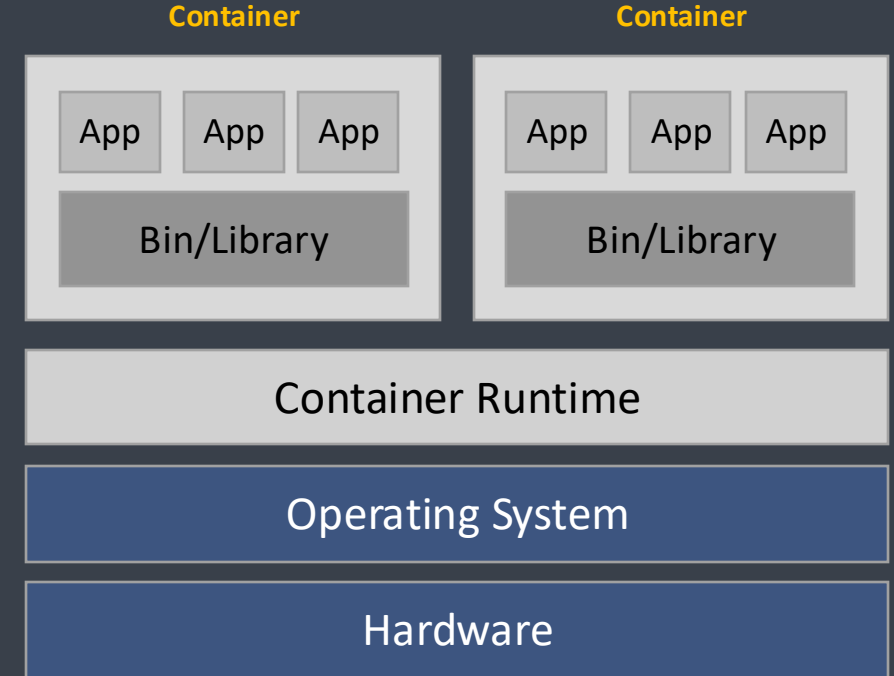 Container Container
App App App App App App
Bin/Library Bin/Library
Container Runtime
Operating System
Hardware